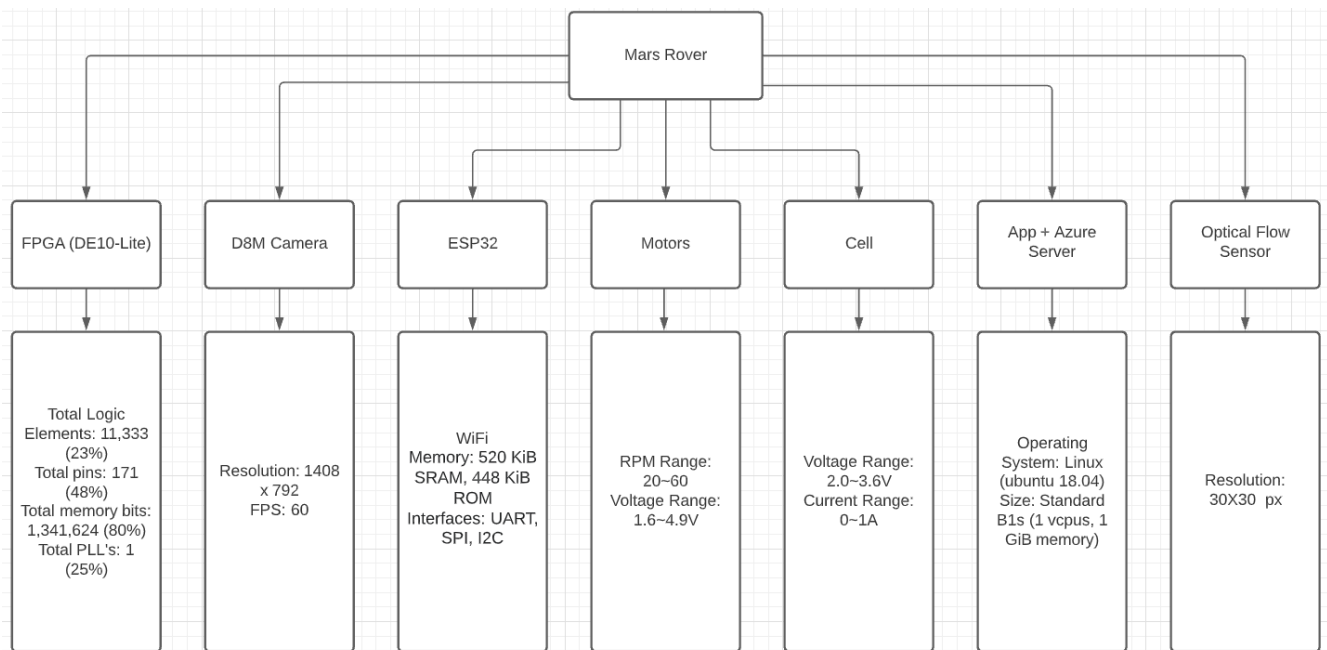 Mars Rover
FPGA (DE10-Lite)
D8M Camera
ESP32
Motors
Cell
App + Azure
Server
Optical Flow
Sensor
Total Logic
Elements: 11,333
(23%)
Total pins: 171
(48%)
Total memory bits:
1,341,624 (80%)
Total PLL's: 1
(25%)
Resolution: 1408
x 792
FPS: 60
WiFi
Memory: 520 KiB
SRAM, 448 KiB
ROM
Interfaces: UART,
SPI, I2C
RPM Range:
20~60
Voltage Range:
1.6~4.9V
Voltage Range:
2.0~3.6V
Current Range:
0~1A
Operating
System: Linux
(ubuntu 18.04)
Size: Standard
B1s (1 vcpus, 1
GiB memory)
Resolution:
30X30 px